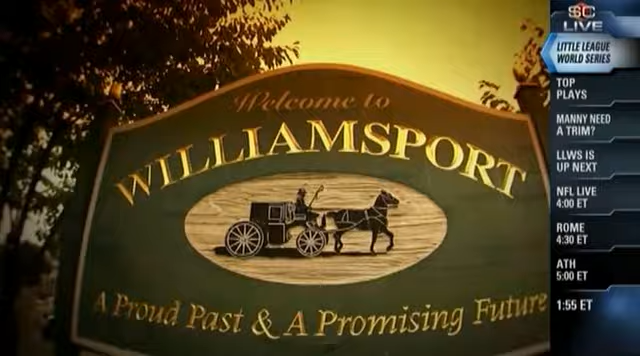 Welcome to
WILLIAMSPORT
A Proud Past & A Promising Future
SC
LIVE
LITTLE LEAGUE
WORLD SERIES
TOP
PLAYS
MANNY NEED
A TRIM?
LLWS IS
UP NEXT
NFL LIVE
4:00 ET
ROME
4:30 ET
ATH
5:00 ET
1:55 ET